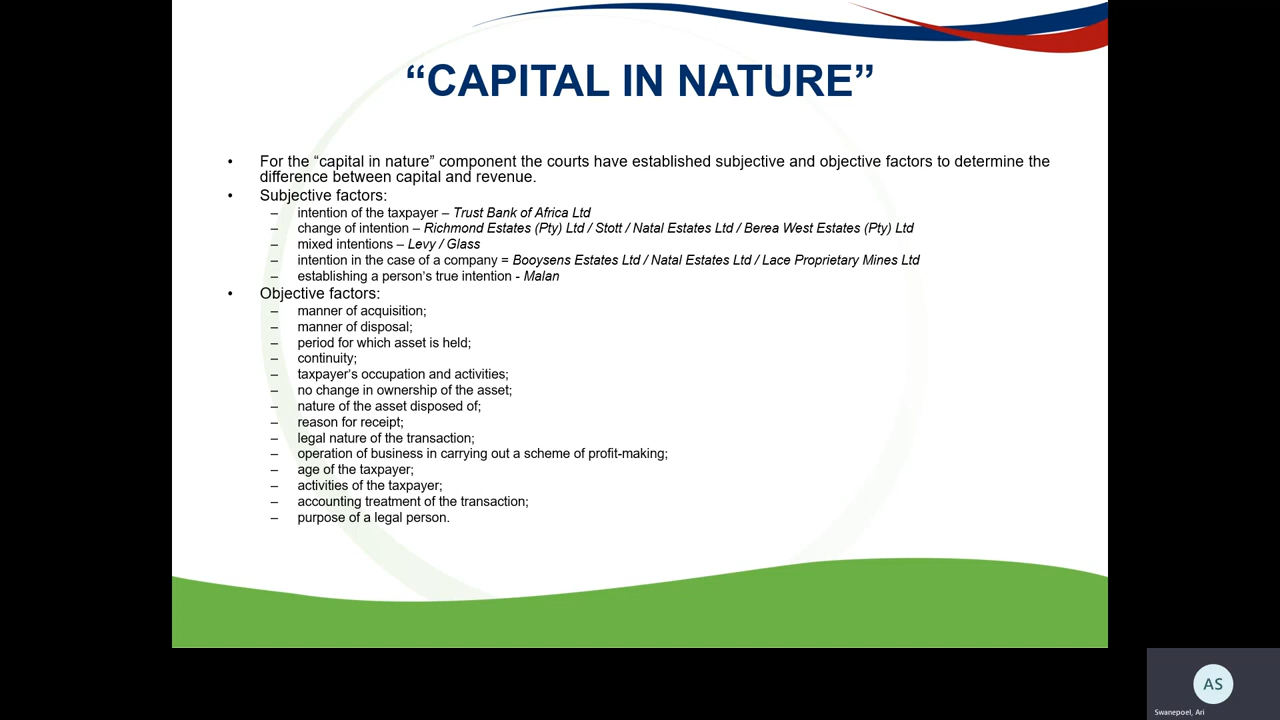 “CAPITAL IN NATURE”
• For the “capital in nature” component the courts have established subjective and objective factors to determine the
difference between capital and revenue.
• Subjective factors:
– intention of the taxpayer – Trust Bank of Africa Ltd
– change of intention – Richmond Estates (Pty) Ltd / Stott / Natal Estates Ltd / Berea West Estates (Pty) Ltd
– mixed intentions – Levy / Glass
– intention in the case of a company = Booysens Estates Ltd / Natal Estates Ltd / Lace Proprietary Mines Ltd
– establishing a person’s true intention - Malan
• Objective factors:
– manner of acquisition;
– manner of disposal;
– period for which asset is held;
– continuity;
– taxpayer’s occupation and activities;
– no change in ownership of the asset;
– nature of the asset disposed of;
– reason for receipt;
– legal nature of the transaction;
– operation of business in carrying out a scheme of profit-making;
– age of the taxpayer;
– activities of the taxpayer;
– accounting treatment of the transaction;
– purpose of a legal person.
AS
Swanepoel, Ari